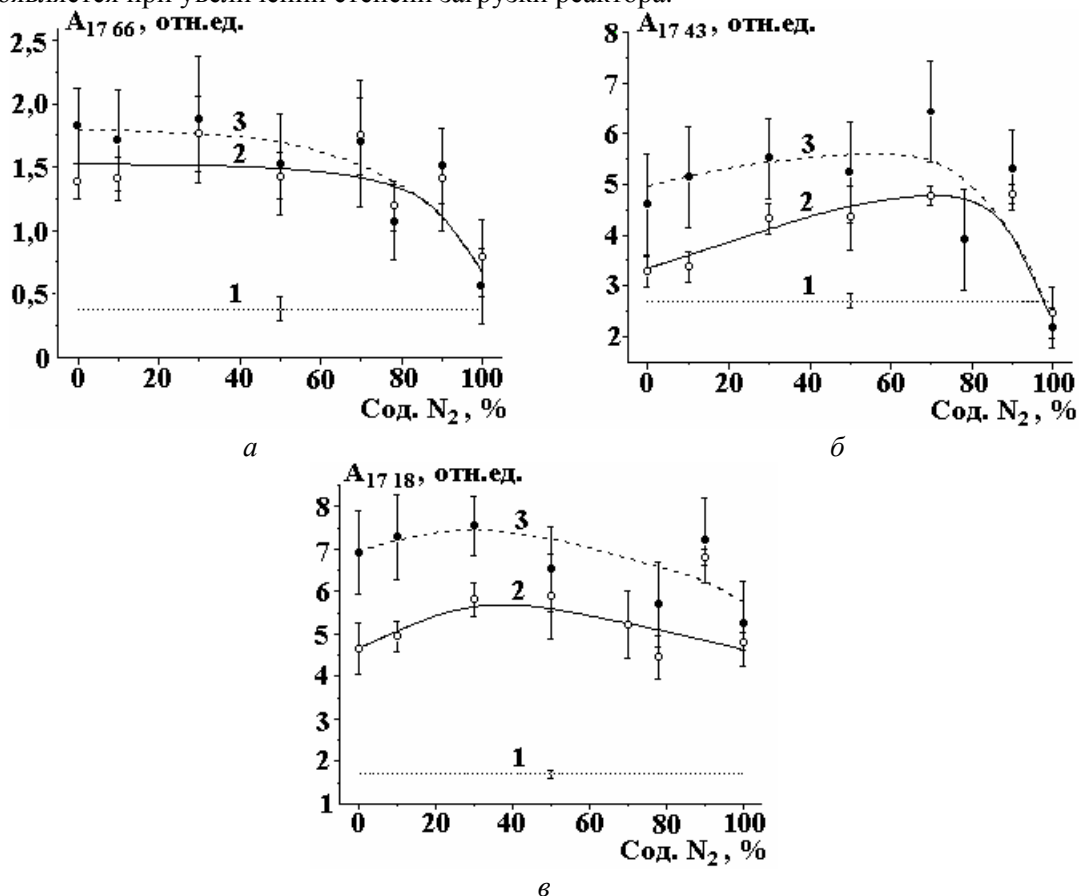 является при увеличении степени загрузки реактора.
A17 66, отн.ед.
2,5
2,0
1,5
1,0
0,5
0
3
2
1
0 20 40 60 80 100
Сод. N2, %
а
A17 43, отн.ед.
8
7
6
5
4
3
2
3
2
1
0 20 40 60 80 100
Сод. N2, %
б
A17 18, отн.ед.
8
7
6
5
4
3
2
1
3
2
1
0 20 40 60 80 100
Сод. N2, %
в